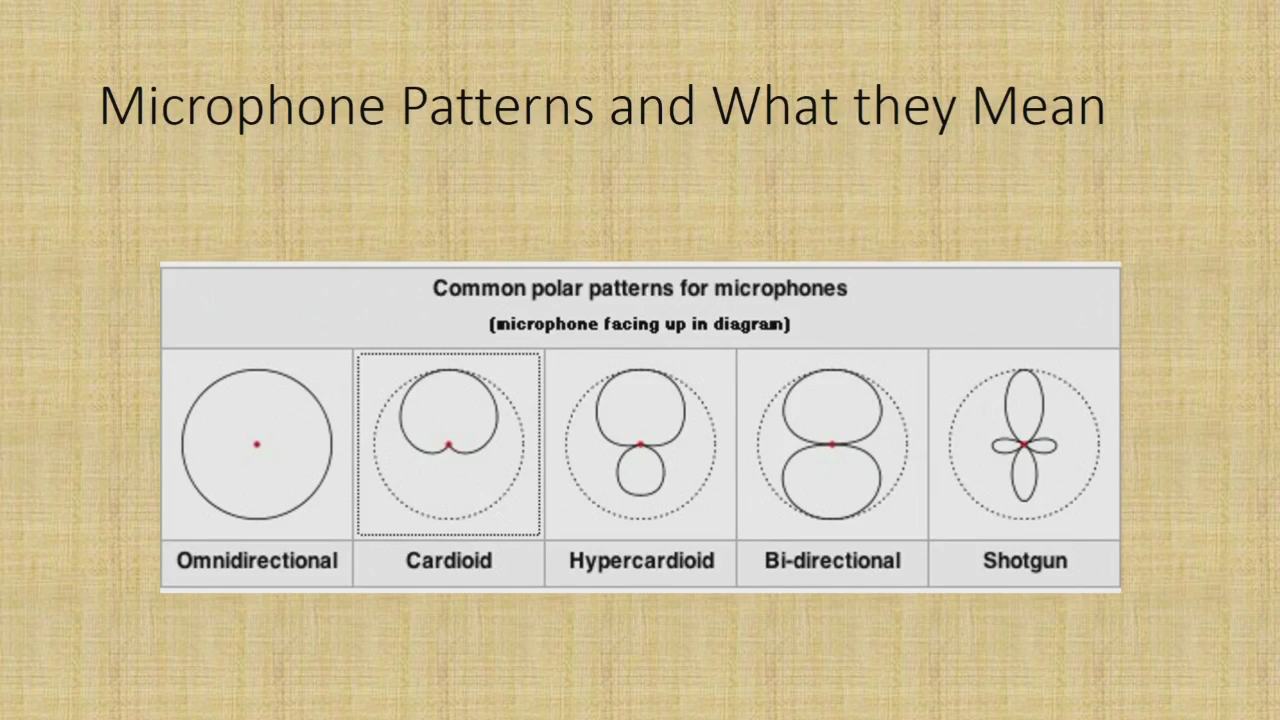 Microphone Patterns and What they Mean
Common polar patterns for microphones
(microphone facing up in diagram)
Omnidirectional
Cardioid
Hypercardioid
Bi-directional
Shotgun